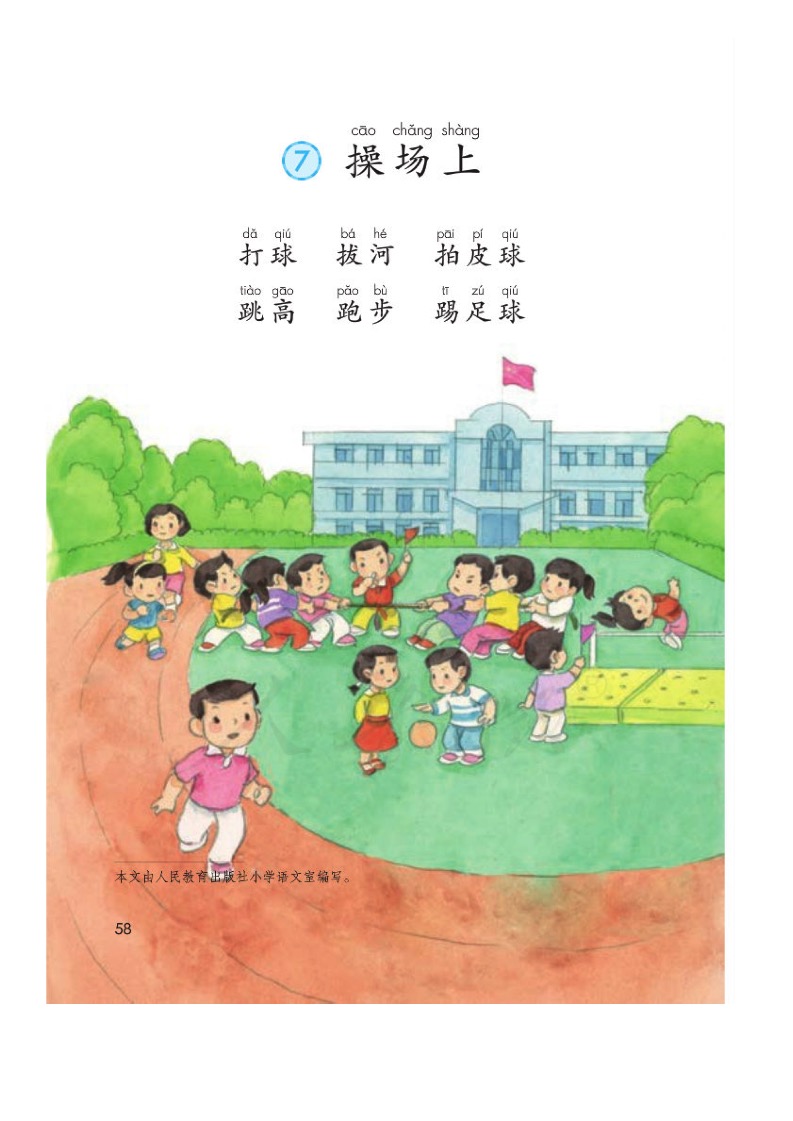 cāo chǎng shàng
7 操场上
dǎ qiú bá hé pāi pí qiú
打球 拔河 拍皮球
tiào gāo pǎo bù tī zú qiú
跳高 跑步 踢足球
本文由人民教育出版社小学语文室编写。
58